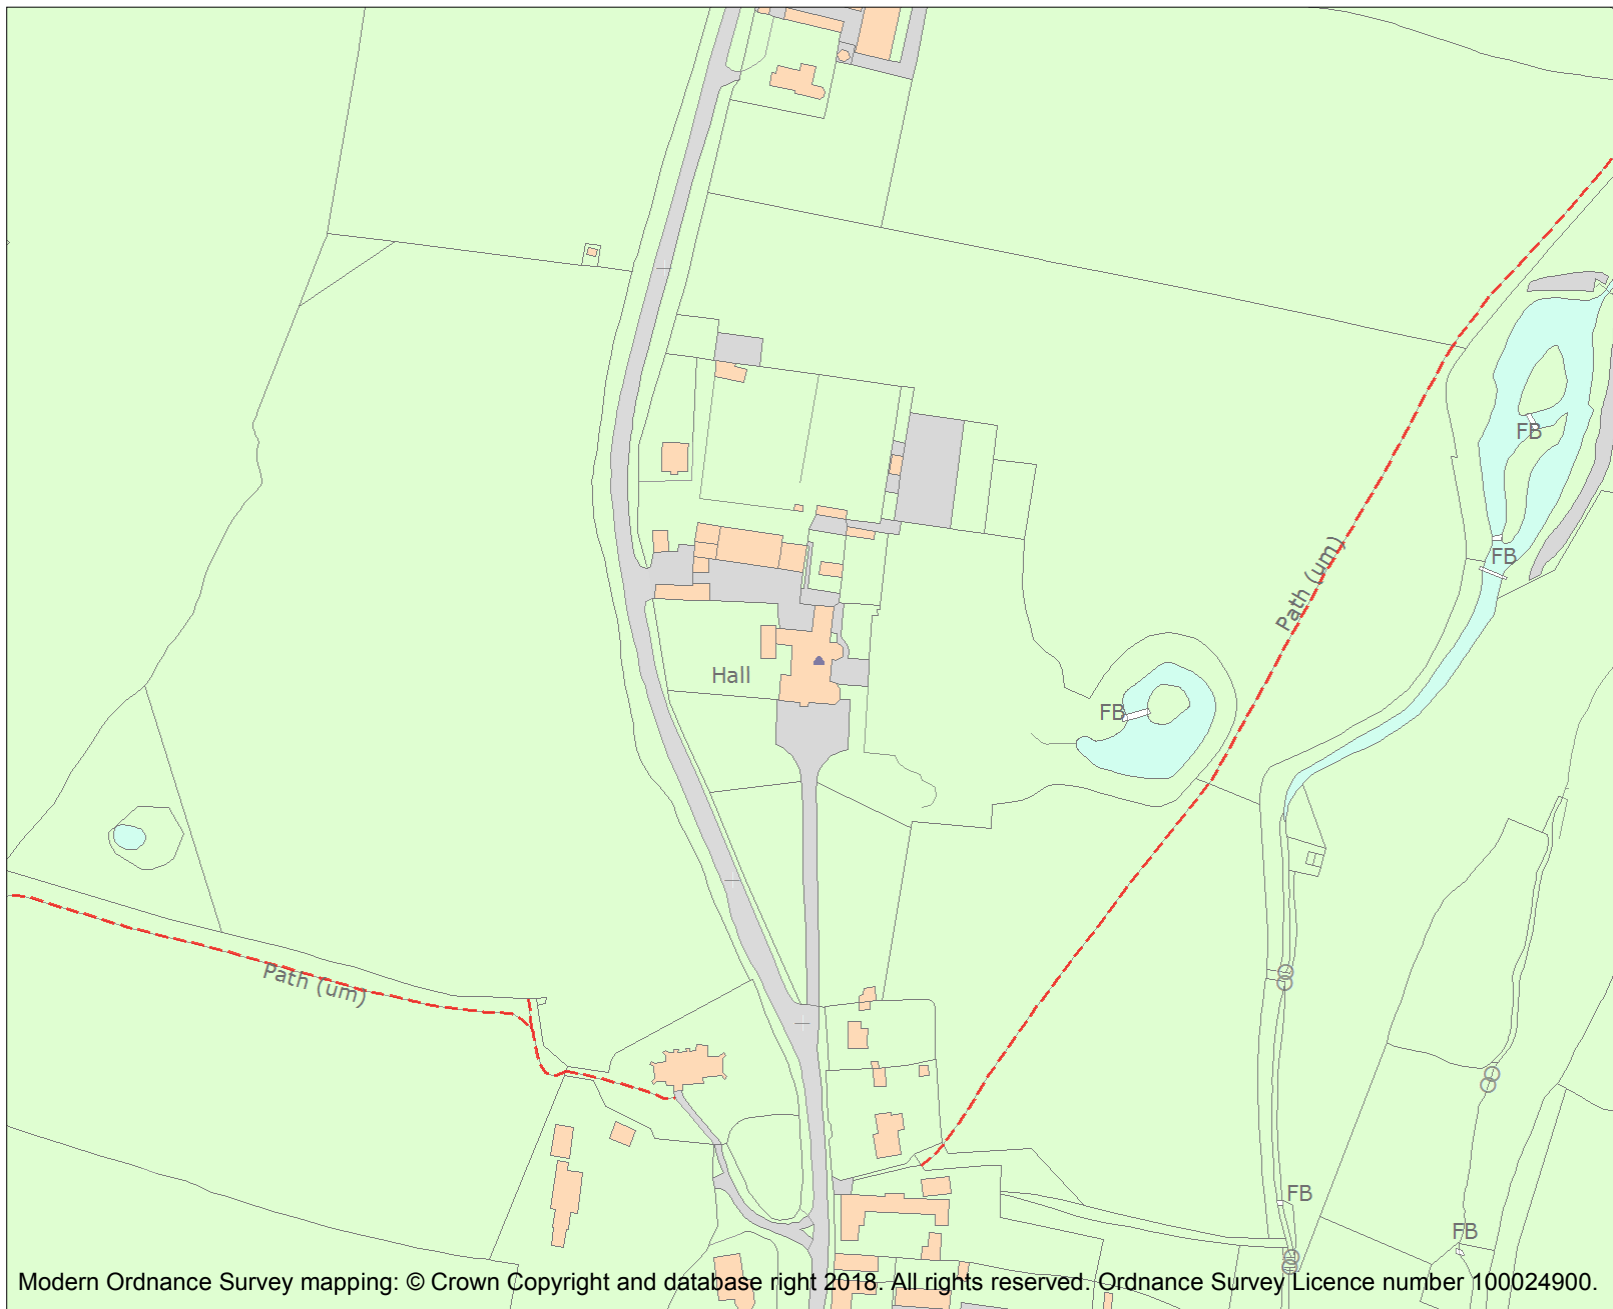 FB
Path (um)
FB
Hall
FB
Path (um)
FB
FB
Modern Ordnance Survey mapping: © Crown Copyright and database right 2018. All rights reserved. Ordnance Survey Licence number 100024900.